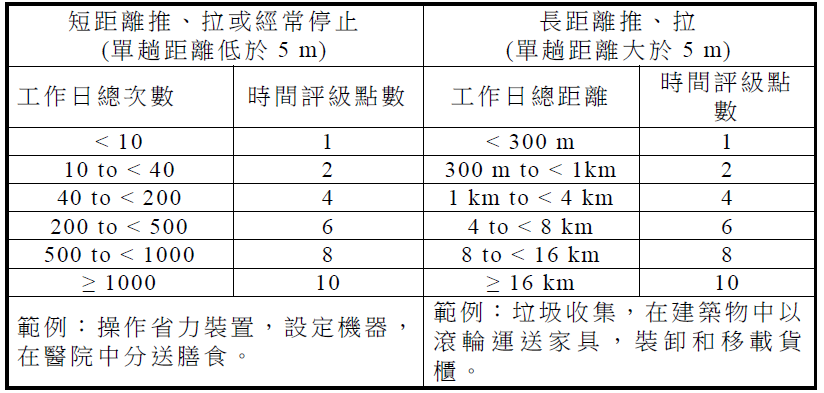 短距離推、拉或經常停止
(單趟距離低於 5 m)
長距離推、拉
(單趟距離大於 5 m)
工作日總次數
時間評級點數
工作日總距離
時間評級點
數
< 10
1
< 300 m
1
10 to < 40
2
300 m to < 1km
2
40 to < 200
4
1 km to < 4 km
4
200 to < 500
6
4 to < 8 km
6
500 to < 1000
8
8 to < 16 km
8
≥ 1000
10
≥ 16 km
10
範例：操作省力裝置，設定機器，
在醫院中分送膳食。
範例：垃圾收集，在建築物中以
滾輪運送家具，裝卸和移載貨
櫃。